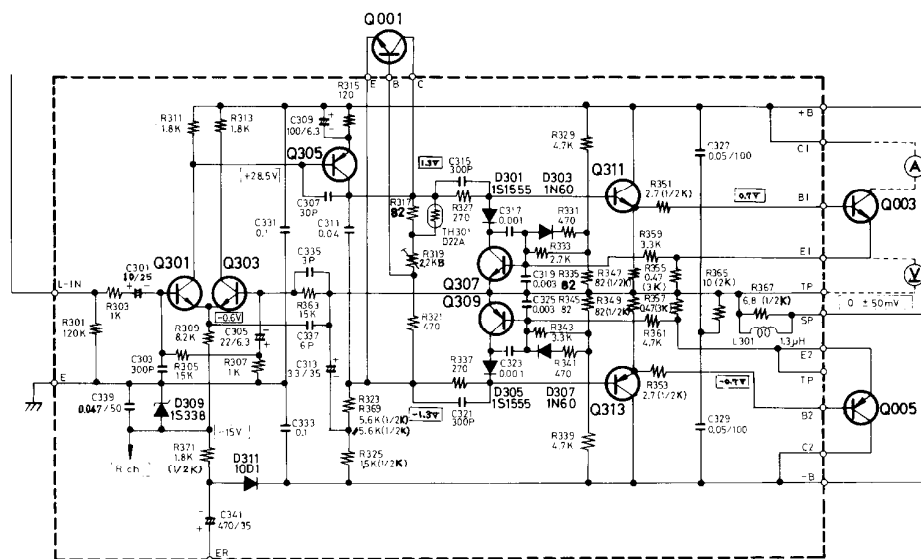 Q001
E
B
C
R315
120
R311
1.8K
R313
1.8K
C309
100/6.3
Q305
+28.5V
C307
30P
C331
0.1
C311
0.04
1.3V
C315
300P
R317
82
TH301
D22A
R327
270
D301
1S1555
D303
1N60
R329
4.7K
Q311
R351
2.7(1/2K)
C327
0.05/100
+B
C1
A
0.7V
B1
Q003
C317
0.001
R331
470
R333
2.7K
R359
3.3K
E1
R319
2.2KB
Q307
C319
0.003
R335
82
R347
82(1/2K)
R355
0.47
(3K)
R365
10(2K)
V
L-IN
C301
10/25
R303
1K
Q301
Q303
C335
3P
R363
15K
Q309
C325
0.003
R345
82
R349
82(1/2K)
R357
0.47(3K)
R367
6.8(1/2K)
TP
0 ±50mV
SP
L301
1.3μH
-0.6V
R301
120K
R309
8.2K
C305
22/6.3
C337
6P
R321
470
R343
3.3K
R361
4.7K
E2
C303
300P
R305
15K
R307
1K
C313
3.3/35
R337
270
C323
0.001
R341
470
TP
E
C339
0.047/50
D309
1S338
R323
R369
5.6K(1/2K)
5.6K(1/2K)
-1.3V
C321
300P
D305
1S1555
D307
1N60
Q313
R353
2.7(1/2K)
-0.7V
B2
Q005
-15V
C333
0.1
R339
4.7K
C329
0.05/100
R ch
R371
1.8K
(1/2K)
D311
10D1
R325
1.5K(1/2K)
C2
-B
C341
470/35
ER